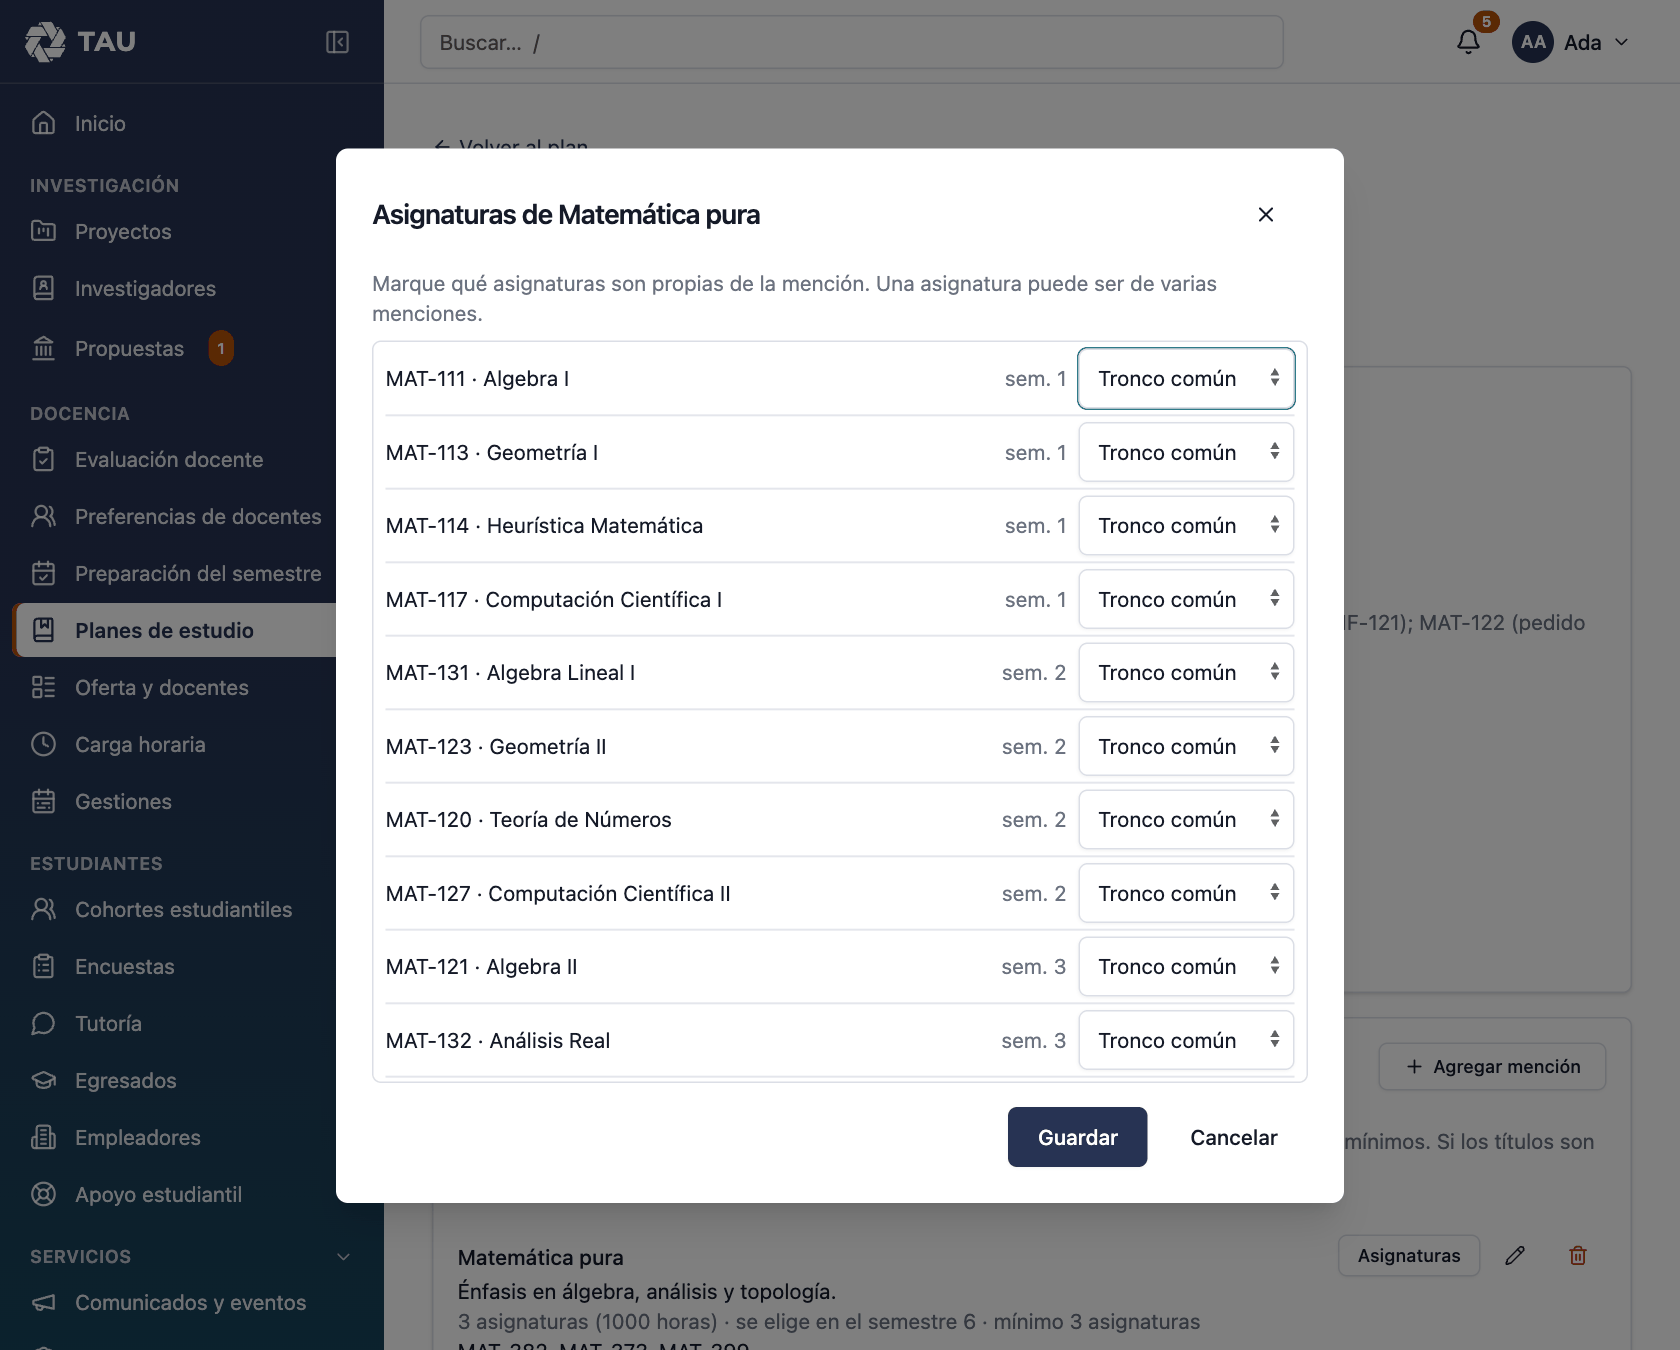 TAU
Buscar... /
5
AA
Ada
Inicio
INVESTIGACIÓN
Proyectos
Investigadores
Propuestas
1
DOCENCIA
Evaluación docente
Preferencias de docentes
Preparación del semestre
Planes de estudio
Oferta y docentes
Carga horaria
Gestiones
ESTUDIANTES
Cohortes estudiantiles
Encuestas
Tutoría
Egresados
Empleadores
Apoyo estudiantil
SERVICIOS
Comunicados y eventos
← Volver al plan
Asignaturas de Matemática pura
Marque qué asignaturas son propias de la mención. Una asignatura puede ser de varias
menciones.
MAT-111 · Algebra I sem. 1 Tronco común
MAT-113 · Geometría I sem. 1 Tronco común
MAT-114 · Heurística Matemática sem. 1 Tronco común
MAT-117 · Computación Científica I sem. 1 Tronco común
MAT-131 · Algebra Lineal I sem. 2 Tronco común
MAT-123 · Geometría II sem. 2 Tronco común
MAT-120 · Teoría de Números sem. 2 Tronco común
MAT-127 · Computación Científica II sem. 2 Tronco común
MAT-121 · Algebra II sem. 3 Tronco común
MAT-132 · Análisis Real sem. 3 Tronco común
Guardar
Cancelar
F-121); MAT-122 (pedido
+ Agregar mención
mínimos. Si los títulos son
Matemática pura
Asignaturas
Énfasis en álgebra, análisis y topología.
3 asignaturas (1000 horas) · se elige en el semestre 6 · mínimo 3 asignaturas